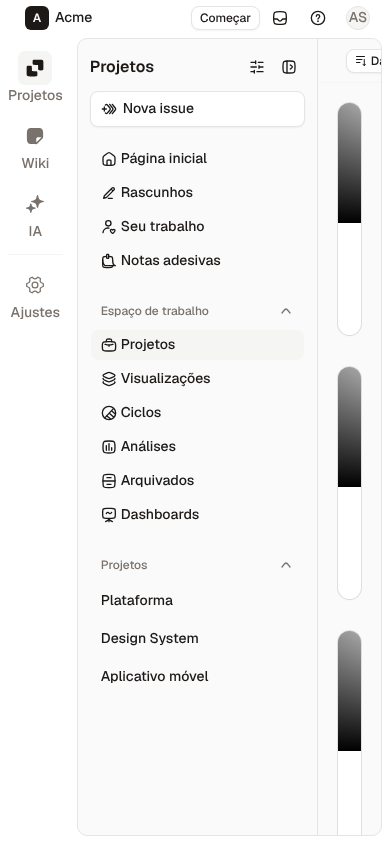 A Acme
Começar
AS
Projetos
Wiki
IA
Ajustes
Projetos
Nova issue
Página inicial
Rascunhos
Seu trabalho
Notas adesivas
Espaço de trabalho
Projetos
Visualizações
Ciclos
Análises
Arquivados
Dashboards
Projetos
Plataforma
Design System
Aplicativo móvel